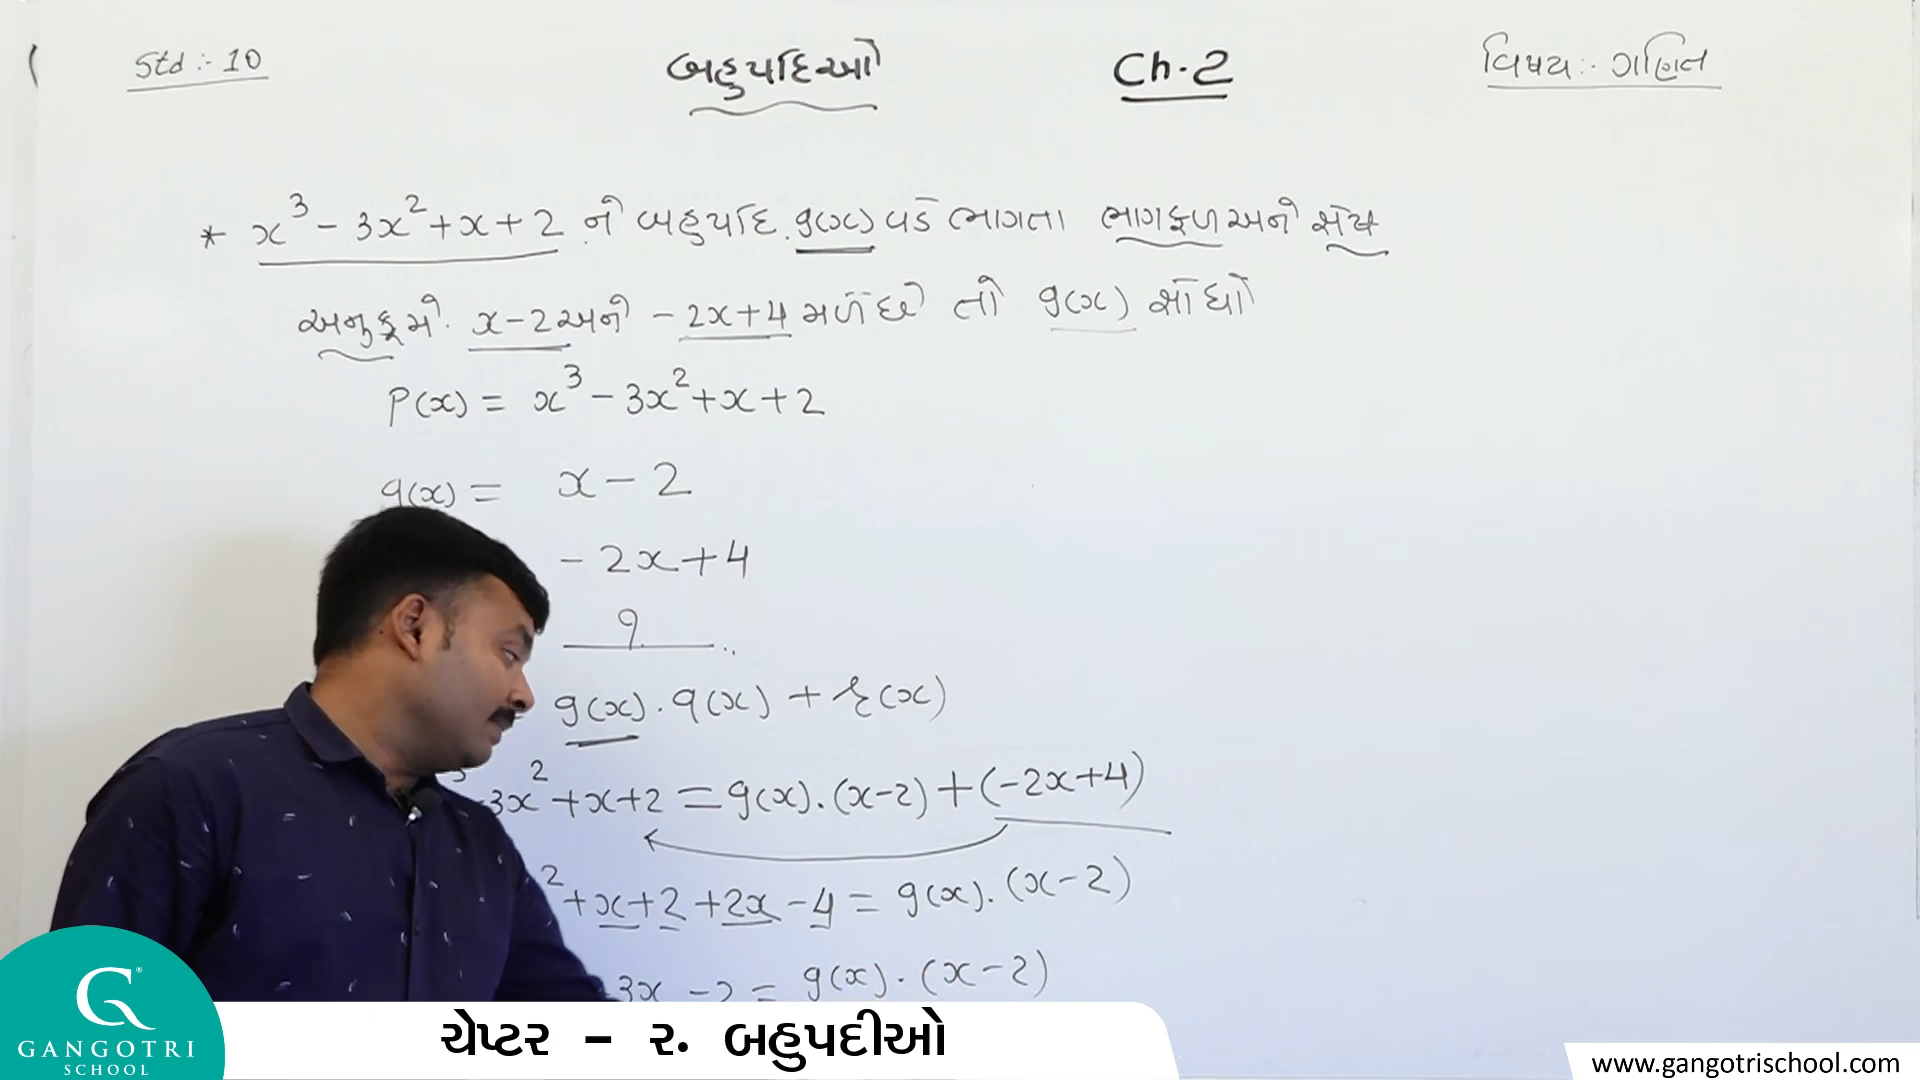 Std :- 10 બહુપદિઓ Ch.2 વિષય:- ગણિત
* x³ - 3x² + x + 2 ને બહુપદિ g(x) વડે ભાગતા ભાગફળ અને શેષ
અનુક્રમે x-2 અને - 2x+4 મળે છે તો g(x) શોધો
P(x) = x³ - 3x² + x + 2
q(x) = x - 2
- 2x + 4
?
g(x) . q(x) + r(x)
3x² + x + 2 = g(x) . (x-2) + (-2x+4)
² + x + 2 + 2x - 4 = g(x) . (x-2)
3x - 2 = g(x) . (x-2)
ચેપ્ટર - ૨. બહુપદીઓ
GANGOTRI
SCHOOL
www.gangotrischool.com